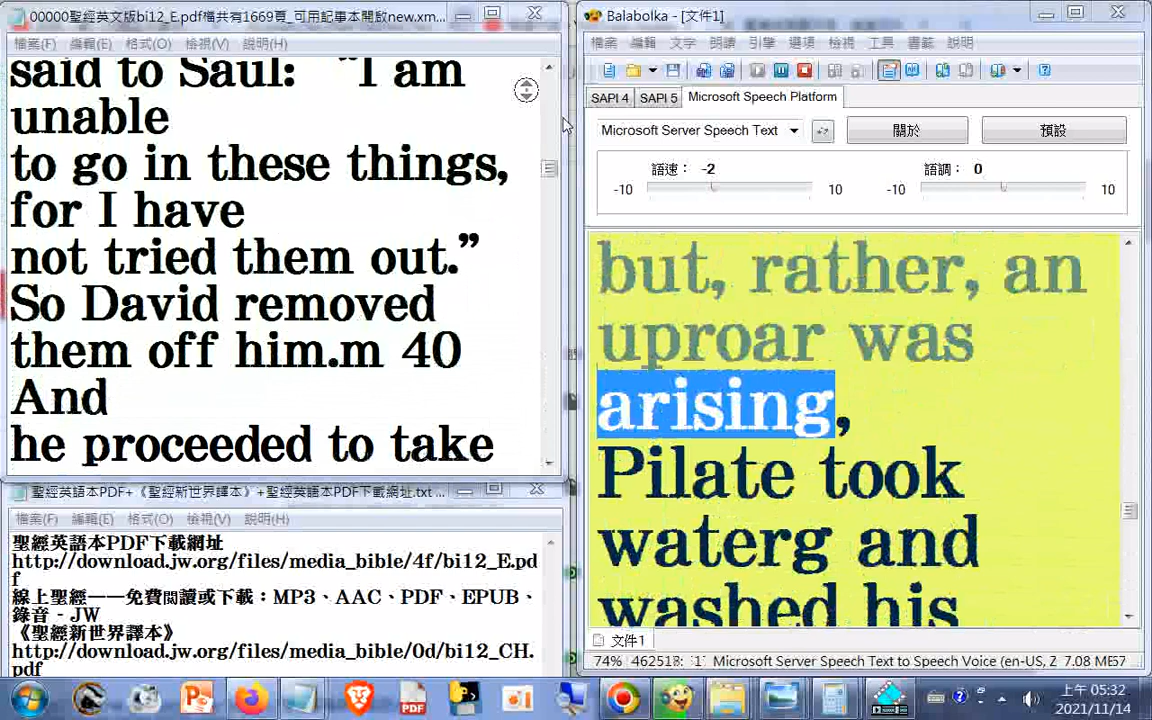 00000聖經英文版bi12_E.pdf檔共有1669頁_可用記事本開啟new.xm...
檔案(F) 編輯(E) 格式(O) 檢視(V) 說明(H)
said to Saul: “I am
unable
to go in these things,
for I have
not tried them out.”
So David removed
them off him.m 40
And
he proceeded to take
聖經英語本PDF+《聖經新世界譯本》+聖經英語本PDF下載網址.txt ...
檔案(F) 編輯(E) 格式(O) 檢視(V) 說明(H)
聖經英語本PDF下載網址
http://download.jw.org/files/media_bible/4f/bi12_E.pd
f
線上聖經——免費閱讀或下載：MP3、AAC、PDF、EPUB、
錄音 - JW
《聖經新世界譯本》
http://download.jw.org/files/media_bible/0d/bi12_CH.
pdf
Balabolka - [文件1]
檔案 編輯 文字 朗讀 引擎 選項 檢視 工具 書籤 說明
SAPI 4 SAPI 5 Microsoft Speech Platform
Microsoft Server Speech Text 關於 預設
語速： -2 語調： 0
-10 10 -10 10
but, rather, an
uproar was
arising,
Pilate took
waterg and
washed his
文件1
74% Microsoft Server Speech Text to Speech Voice (en-US, Z 7.08 ME
上午 05:32
2021/11/14